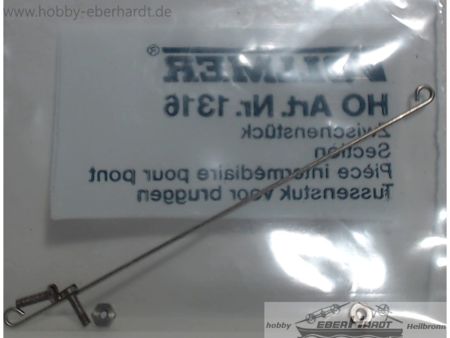 www.hobby-eberhardt.de
VOLLMER®
HO Art. Nr. 1316
Zwischenstück
Section
Pièce intermédiaire pour pont
Tussenstuk voor bruggen
hobby EBERHARDT Heilbronn